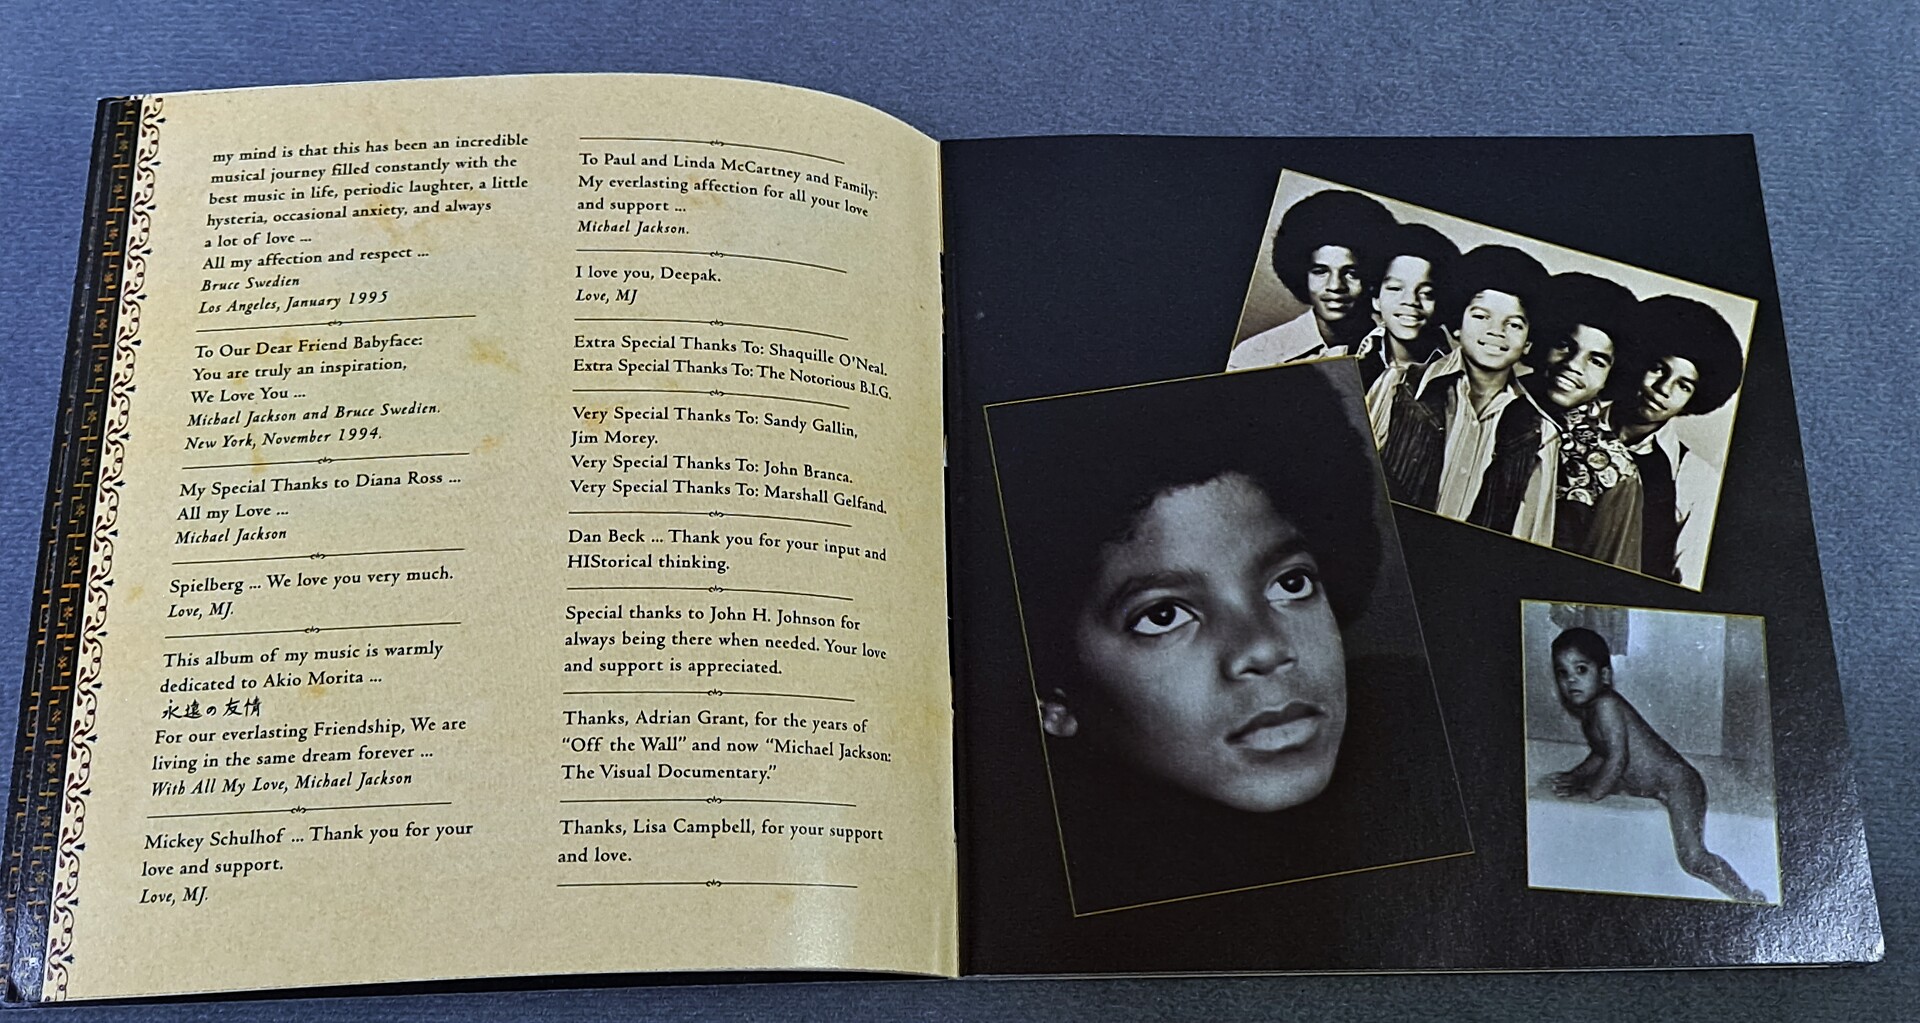 my mind is that this has been an incredible
musical journey filled constantly with the
best music in life, periodic laughter, a little
hysteria, occasional anxiety, and always
a lot of love ...
All my affection and respect ...
Bruce Swedien
Los Angeles, January 1995
To Our Dear Friend Babyface:
You are truly an inspiration,
We Love You ...
Michael Jackson and Bruce Swedien.
New York, November 1994.
My Special Thanks to Diana Ross ...
All my Love ...
Michael Jackson
Spielberg ... We love you very much.
Love, MJ.
This album of my music is warmly
dedicated to Akio Morita ...
永遠の友情
For our everlasting Friendship, We are
living in the same dream forever ...
With All My Love, Michael Jackson
Mickey Schulhof ... Thank you for your
love and support.
Love, MJ.
To Paul and Linda McCartney and Family:
My everlasting affection for all your love
and support ...
Michael Jackson.
I love you, Deepak.
Love, MJ
Extra Special Thanks To: Shaquille O'Neal.
Extra Special Thanks To: The Notorious B.I.G.
Very Special Thanks To: Sandy Gallin,
Jim Morey.
Very Special Thanks To: John Branca.
Very Special Thanks To: Marshall Gelfand.
Dan Beck ... Thank you for your input and
HIStorical thinking.
Special thanks to John H. Johnson for
always being there when needed. Your love
and support is appreciated.
Thanks, Adrian Grant, for the years of
"Off the Wall" and now "Michael Jackson:
The Visual Documentary."
Thanks, Lisa Campbell, for your support
and love.